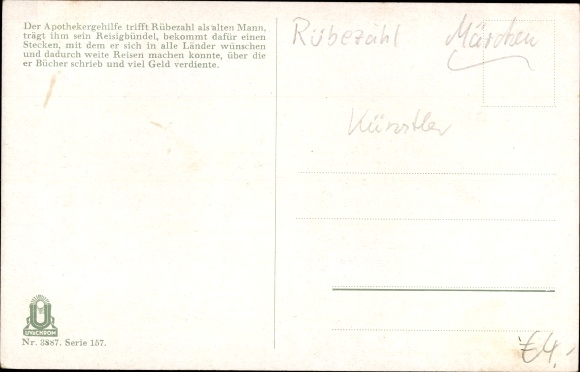 Der Apothekergehilfe trifft Rübezahl als alten Mann,
trägt ihm sein Reisigbündel, bekommt dafür einen
Stecken, mit dem er sich in alle Länder wünschen
und dadurch weite Reisen machen konnte, über die
er Bücher schrieb und viel Geld verdiente.
Rübezahl Märchen
Künstler
UVACHROM
Nr. 3887. Serie 157.
€4,-